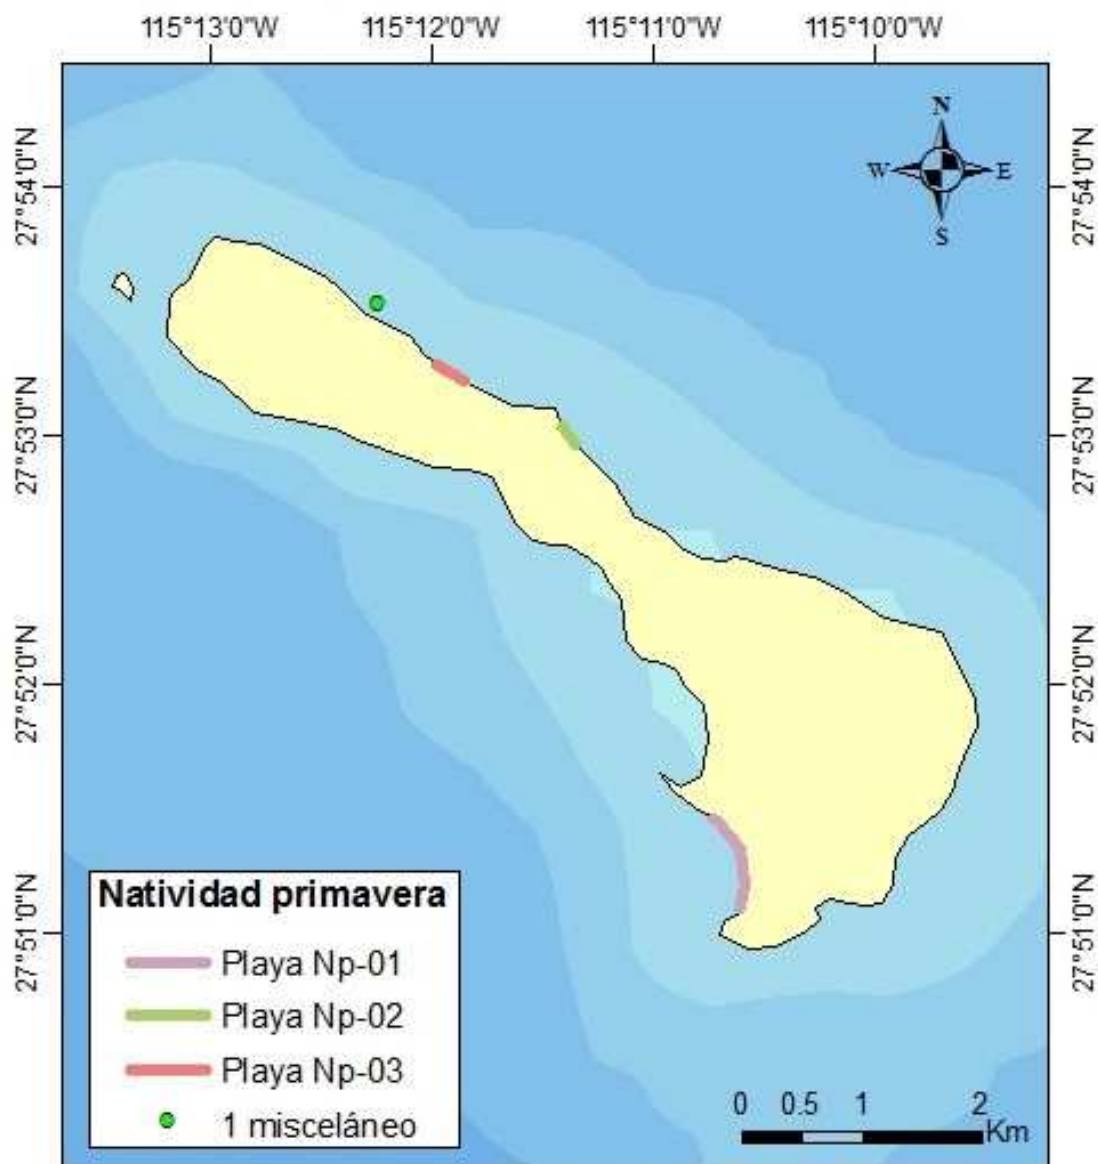 115°13'0"W 115°12'0"W 115°11'0"W 115°10'0"W
N
W E
S
27°54'0"N 27°54'0"N
27°53'0"N 27°53'0"N
27°52'0"N 27°52'0"N
27°51'0"N 27°51'0"N
Natividad primavera
Playa Np-01
Playa Np-02
Playa Np-03
1 misceláneo
0 0.5 1 2
Km